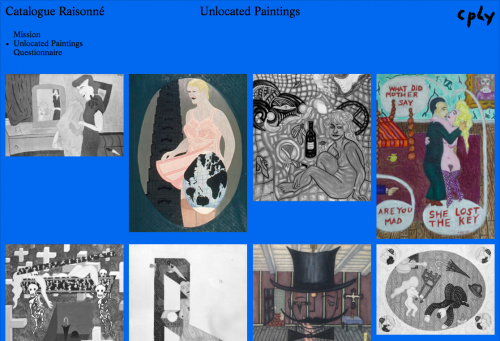 Catalogue Raisonné
Unlocated Paintings
cply
Mission
Unlocated Paintings
Questionnaire
WHAT DID
MOTHER
SAY
ARE YOU
MAD
SHE LOST
THE KEY